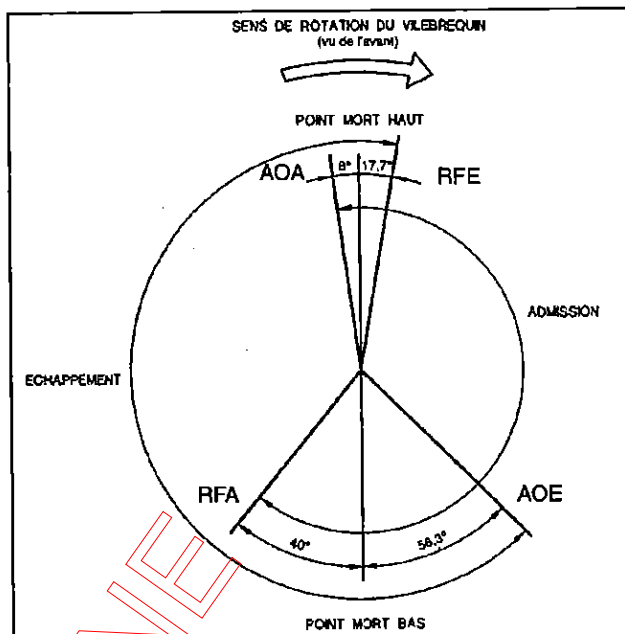 SENS DE ROTATION DU VILEBREQUIN
(vu de l'avant)
POINT MORT HAUT
AOA
8°
17,7°
RFE
ADMISSION
ECHAPPEMENT
RFA
AOE
40°
58,3°
POINT MORT BAS